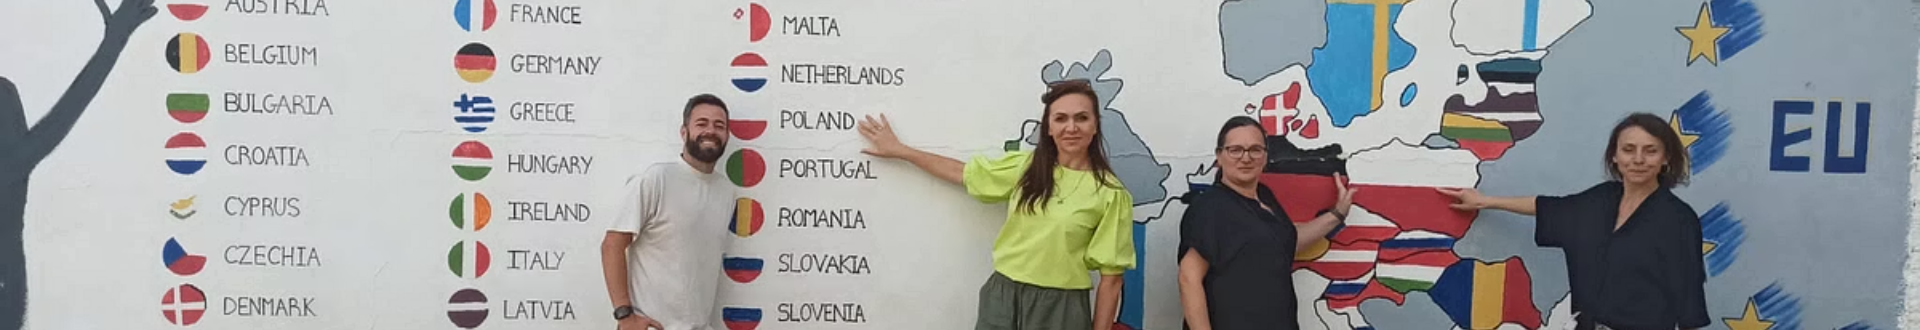 AUSTRIA
BELGIUM
BULGARIA
CROATIA
CYPRUS
CZECHIA
DENMARK
FRANCE
GERMANY
GREECE
HUNGARY
IRELAND
ITALY
LATVIA
MALTA
NETHERLANDS
POLAND
PORTUGAL
ROMANIA
SLOVAKIA
SLOVENIA
EU